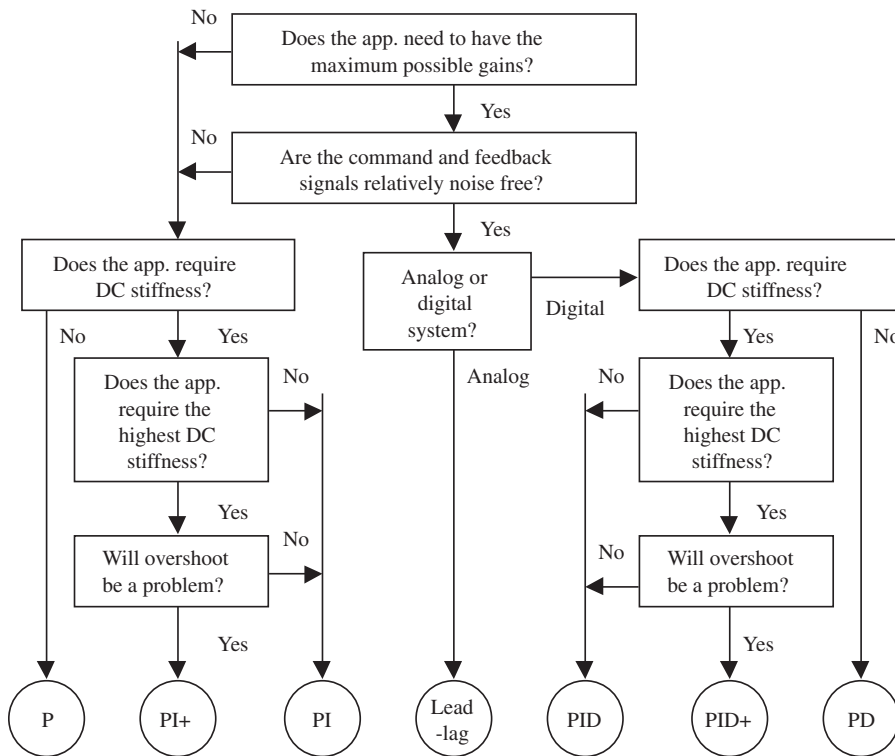 No
Does the app. need to have the
maximum possible gains?
Yes
No
Are the command and feedback
signals relatively noise free?
Yes
Does the app. require
DC stiffness?
Analog or
digital
system?
Digital
Does the app. require
DC stiffness?
No
Yes
Analog
Yes
No
Does the app.
require the
highest DC
stiffness?
No
No
Does the app.
require the
highest DC
stiffness?
Yes
Yes
Will overshoot
be a problem?
No
No
Will overshoot
be a problem?
Yes
Yes
P
PI+
PI
Lead
-lag
PID
PID+
PD